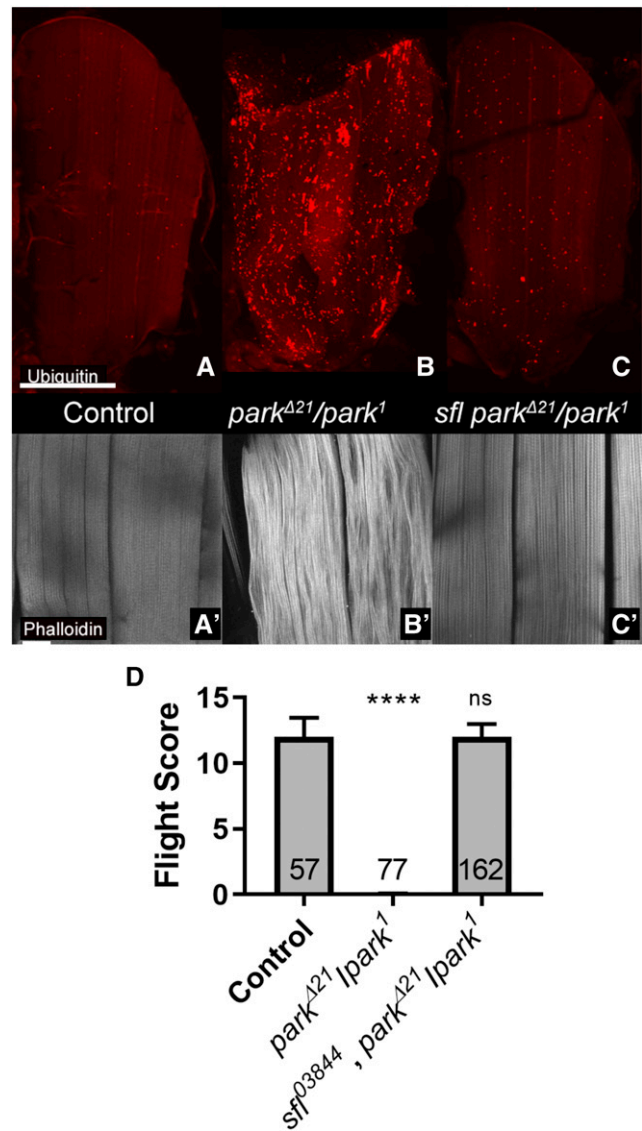 A B C
Ubiquitin
Control park^Δ21/park^1 sfl park^Δ21/park^1
Phalloidin A' B' C'
D
15 **** ns
10
5
0
Flight Score
57 77 162
Control
park^Δ21 /park^1
sfl^03844 , park^Δ21 /park^1